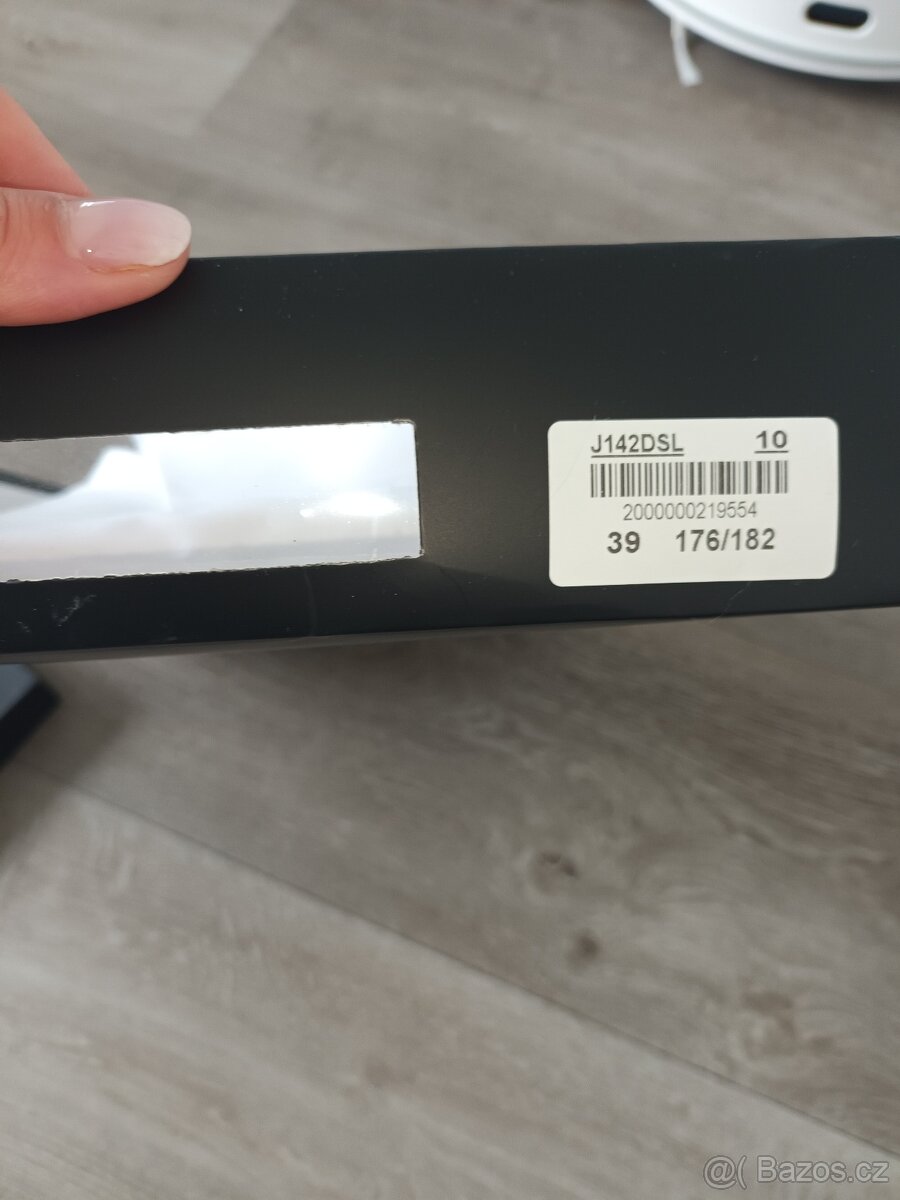 J142DSL 10
2000000219554
39 176/182
@( Bazos.cz